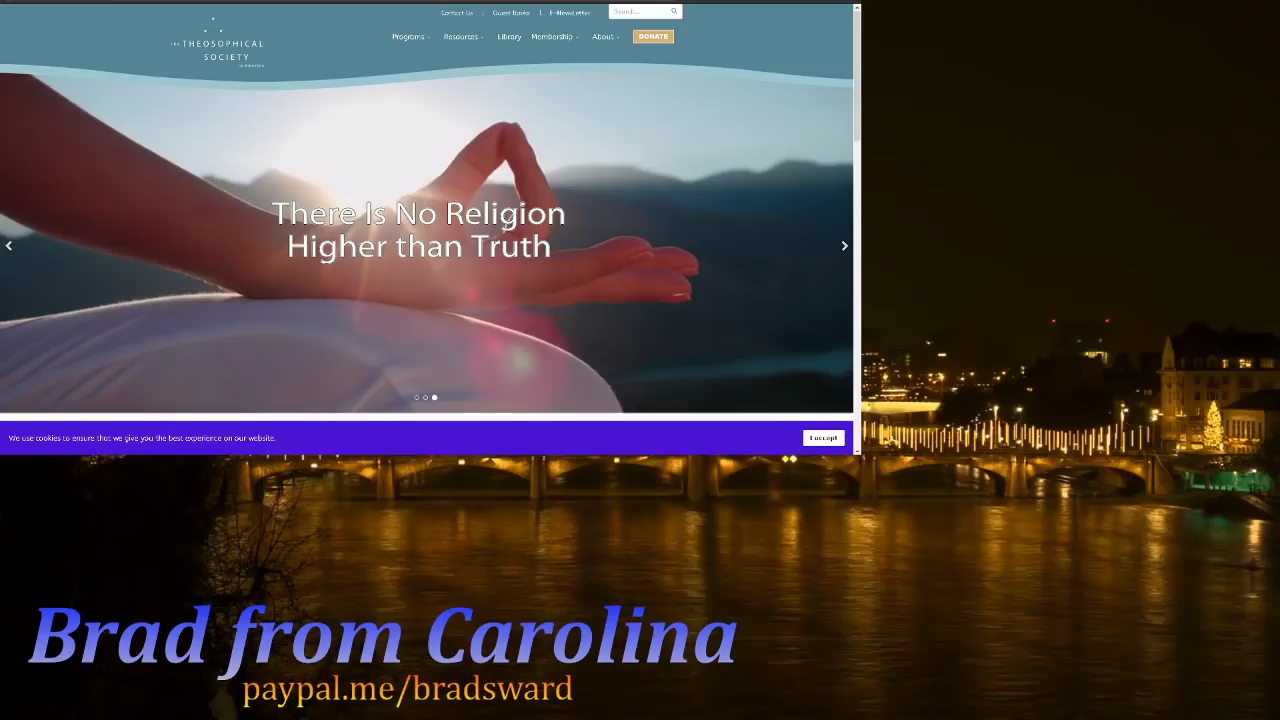 Contact Us | Quest Books | E-Newsletter
Search...
THE THEOSOPHICAL
SOCIETY
in America
Programs Resources Library Membership About DONATE
There Is No Religion
Higher than Truth
We use cookies to ensure that we give you the best experience on our website.
I accept
Brad from Carolina
paypal.me/bradsward